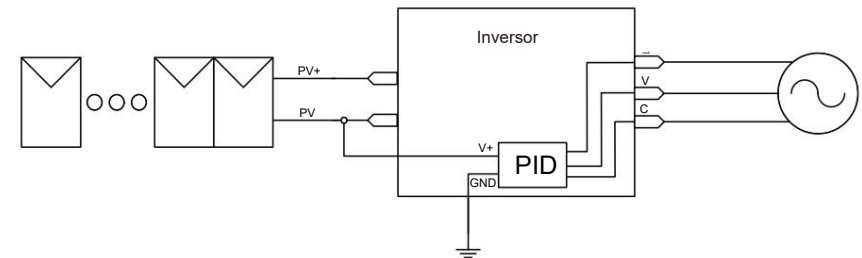 Inversor
PV+
PV
V
C
V+
PID
GND